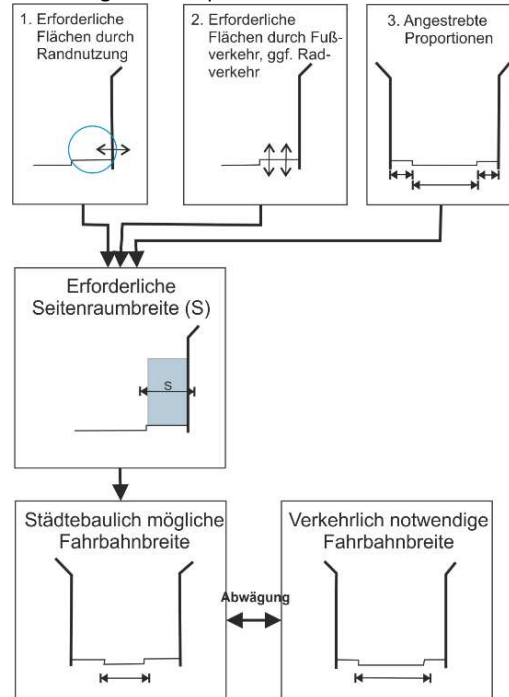 1. Erforderliche
Flächen durch
Randnutzung
2. Erforderliche
Flächen durch Fuß-
verkehr, ggf. Rad-
verkehr
3. Angestrebte
Proportionen
Erforderliche
Seitenraumbreite (S)
S
Städtebaulich mögliche
Fahrbahnbreite
Abwägung
Verkehrlich notwendige
Fahrbahnbreite